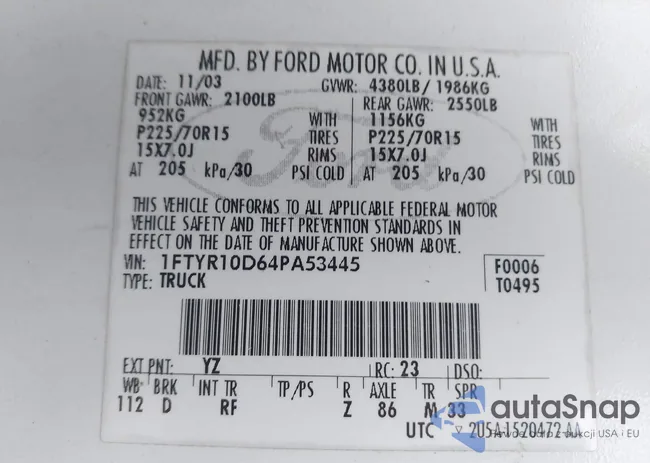 MFD. BY FORD MOTOR CO. IN U.S.A.
DATE: 11/03 GVWR: 4380LB/ 1986KG
FRONT GAWR: 2100LB REAR GAWR: 2550LB
952KG WITH 1156KG WITH
P225/70R15 TIRES P225/70R15 TIRES
15X7.0J RIMS 15X7.0J RIMS
AT 205 kPa/30 PSI COLD AT 205 kPa/30 PSI COLD
Ford
THIS VEHICLE CONFORMS TO ALL APPLICABLE FEDERAL MOTOR
VEHICLE SAFETY AND THEFT PREVENTION STANDARDS IN
EFFECT ON THE DATE OF MANUFACTURE SHOWN ABOVE.
VIN: 1FTYR10D64PA53445 F0006
TYPE: TRUCK T0495
EXT PNT: YZ RC: 23 DSO:
WB BRK INT TR TP/PS R AXLE TR SPR
112 D RF Z 86 M 33
UTC ▽ 205A1520472 AA
autaSnap
USA i EU